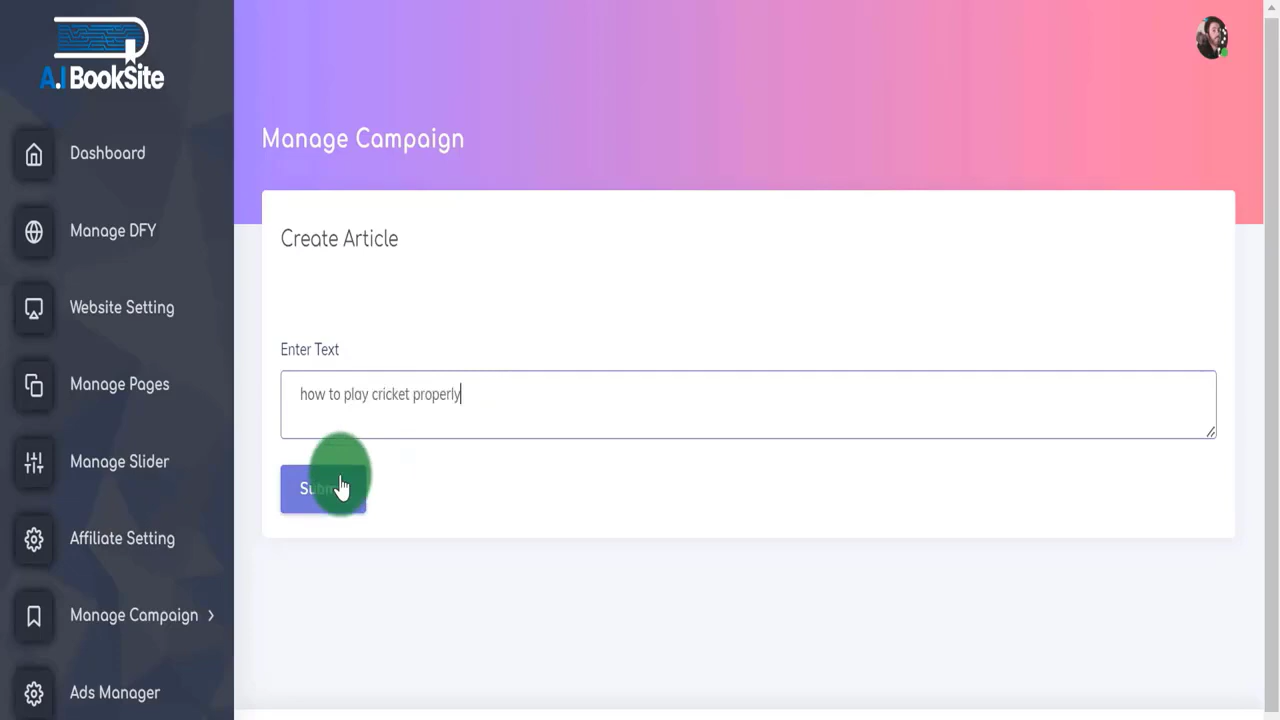 A.I BookSite
Dashboard
Manage DFY
Website Setting
Manage Pages
Manage Slider
Affiliate Setting
Manage Campaign
Ads Manager
Manage Campaign
Create Article
Enter Text
how to play cricket properly